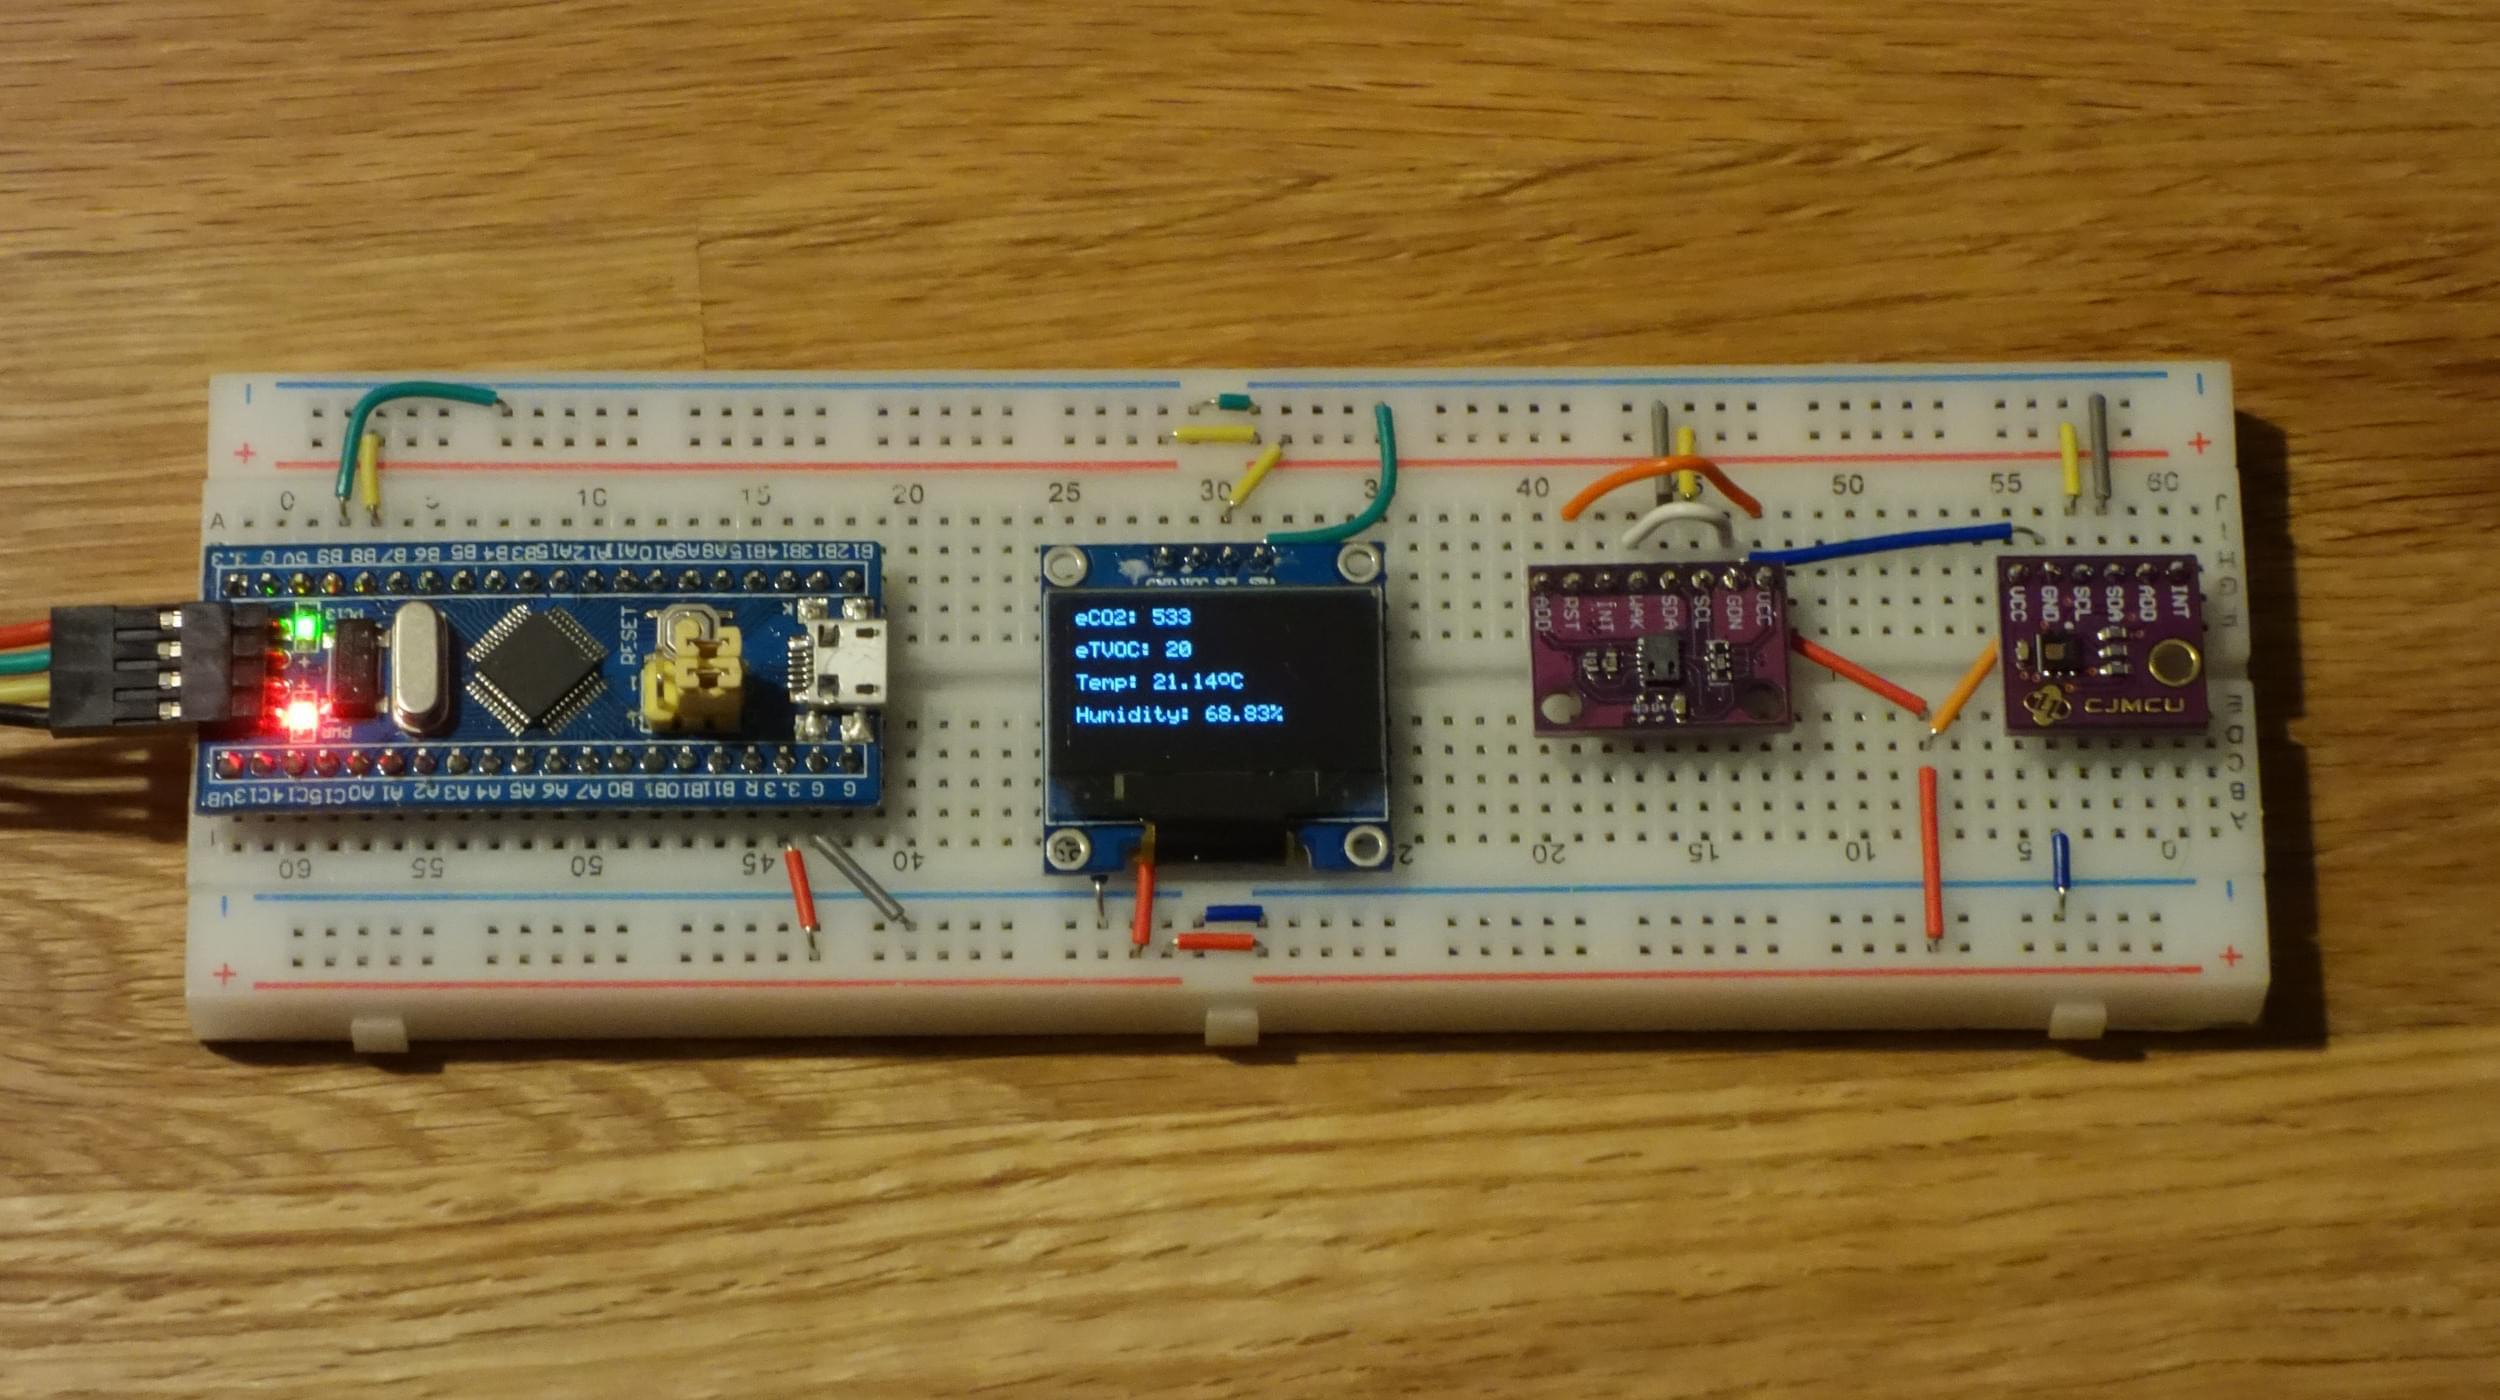 0 10 15 20 25 30 40 45 50 55 60
A
3.3 G 5V B9 B8 B7 B6 B5 B4 B3 A15 A12 A11 A10 A9 A8 B15 B14 B13 B12
PC13
RESET
PWR
VB C13 C14 C15 A0 A1 A2 A3 A4 A5 A6 A7 B0 B1 B10 B11 R 3.3 G G
eCO2: 533
eTVOC: 20
Temp: 21.14ºC
Humidity: 68.83%
ADD RST INT WAK SDA SCL GDN VCC
VCC GND SCL SDA ADD INT
CJMCU
60 55 50 45 40 20 15 10 5 0